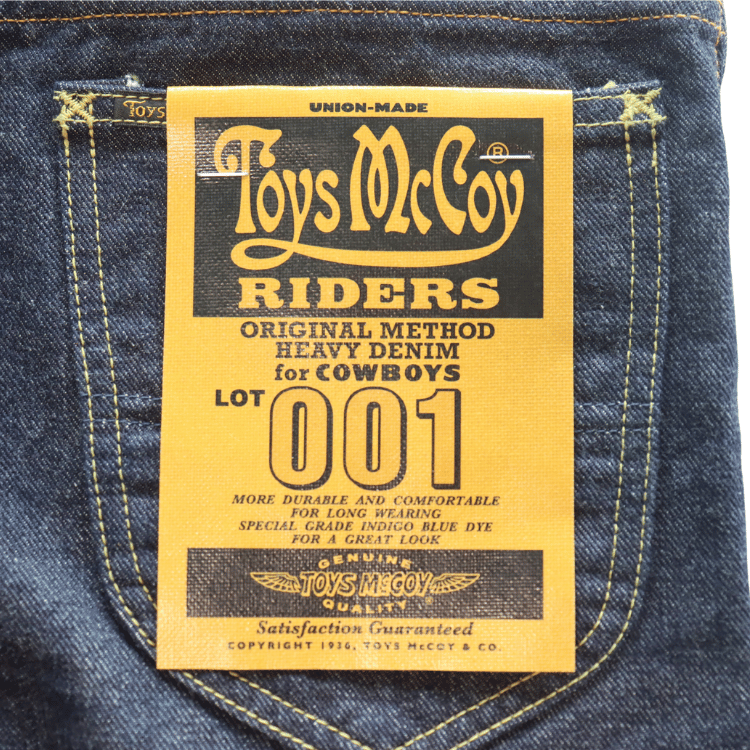 TOYS
UNION-MADE
Toys McCoy®
RIDERS
ORIGINAL METHOD
HEAVY DENIM
for COWBOYS
LOT 001
MORE DURABLE AND COMFORTABLE
FOR LONG WEARING
SPECIAL GRADE INDIGO BLUE DYE
FOR A GREAT LOOK
GENUINE
TOYS McCOY
QUALITY
Satisfaction Guaranteed
COPYRIGHT 1936, TOYS McCOY & CO.